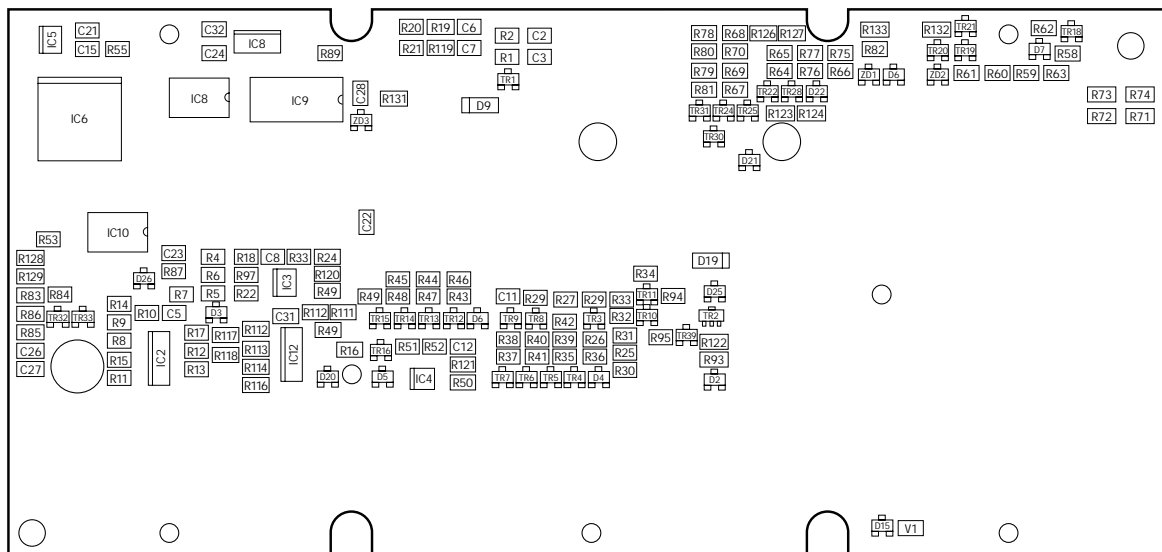 IC5 C21 C32 IC8 R20 R19 C6 R2 C2 R78 R68 R126 R127 R133 R132 TR21 R62 TR18
C15 R55 C24 R89 R21 R119 C7 R1 C3 R80 R70 R65 R77 R75 R82 TR20 TR19 D7 R58
TR1 R79 R69 R64 R76 R66 ZD1 D6 ZD2 R61 R60 R59 R63
IC6 IC8 IC9 C28 R131 D9 R81 R67 TR22 TR28 D22 R73 R74
ZD3 TR31 TR24 TR25 R123 R124 R72 R71
TR30
D21
C22
R53 IC10
R128 C23 R4 R18 C8 R33 R24 D19
R129 D26 R87 R6 R97 IC3 R120 R45 R44 R46 R34
R83 R84 R7 R5 R22 R49 R49 R48 R47 R43 C11 R29 R27 R29 R33 TR11 R94 D25
R86 TR32 TR33 R14 R10 C5 D3 C31 R112 R111 TR15 TR14 TR13 TR12 D6 TR9 TR8 R42 TR3 R32 TR10 TR2
R85 R9 R17 R117 R112 R49 R38 R40 R39 R26 R31 R95 TR39 R122
C26 R8 IC2 R12 R118 R113 IC12 R16 TR16 R51 R52 C12 R37 R41 R35 R36 R25 R93
C27 R15 R13 R114 R121 R30
R11 R116 D20 D5 IC4 R50 TR7 TR6 TR5 TR4 D4 D2
D15 V1